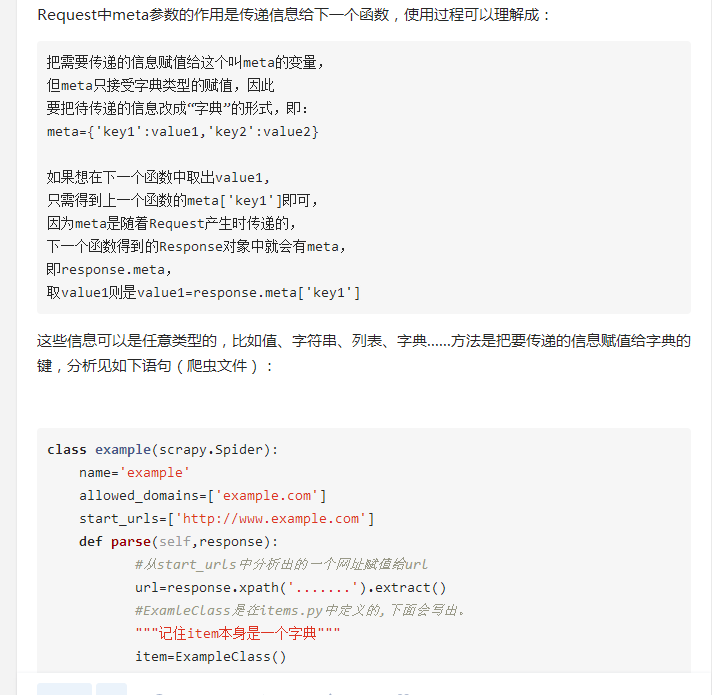 Request中meta参数的作用是传递信息给下一个函数，使用过程可以理解成：
把需要传递的信息赋值给这个叫meta的变量，
但meta只接受字典类型的赋值，因此
要把待传递的信息改成“字典”的形式，即：
meta={'key1':value1,'key2':value2}
如果想在下一个函数中取出value1，
只需得到上一个函数的meta['key1']即可，
因为meta是随着Request产生时传递的，
下一个函数得到的Response对象中就会有meta，
即response.meta，
取value1则是value1=response.meta['key1']
这些信息可以是任意类型的，比如值、字符串、列表、字典......方法是把要传递的信息赋值给字典的
键，分析见如下语句（爬虫文件）：
class example(scrapy.Spider):
name='example'
allowed_domains=['example.com']
start_urls=['http://www.example.com']
def parse(self,response):
#从start_urls中分析出的一个网址赋值给url
url=response.xpath('.......').extract()
#ExamleClass是在items.py中定义的,下面会写出。
"""记住item本身是一个字典"""
item=ExampleClass()